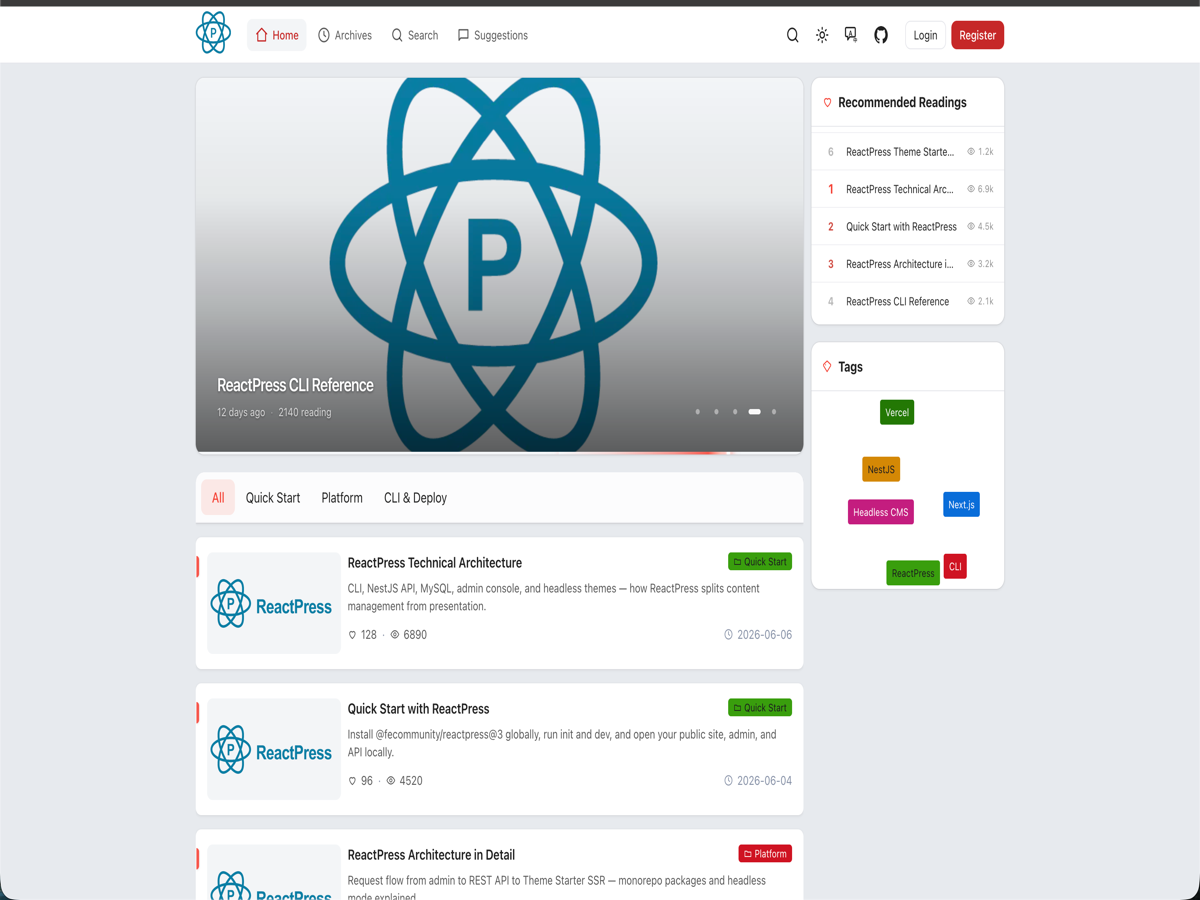 P
Home
Archives
Search
Suggestions
Login
Register
P
ReactPress CLI Reference
12 days ago · 2140 reading
Recommended Readings
6 ReactPress Theme Starte... 1.2k
1 ReactPress Technical Arc... 6.9k
2 Quick Start with ReactPress 4.5k
3 ReactPress Architecture i... 3.2k
4 ReactPress CLI Reference 2.1k
Tags
Vercel
NestJS
Headless CMS
Next.js
ReactPress
CLI
All
Quick Start
Platform
CLI & Deploy
P ReactPress
ReactPress Technical Architecture
Quick Start
CLI, NestJS API, MySQL, admin console, and headless themes — how ReactPress splits content
management from presentation.
128 · 6890
2026-06-06
P ReactPress
Quick Start with ReactPress
Quick Start
Install @fecommunity/reactpress@3 globally, run init and dev, and open your public site, admin, and
API locally.
96 · 4520
2026-06-04
P ReactPress
ReactPress Architecture in Detail
Platform
Request flow from admin to REST API to Theme Starter SSR — monorepo packages and headless
mode explained.